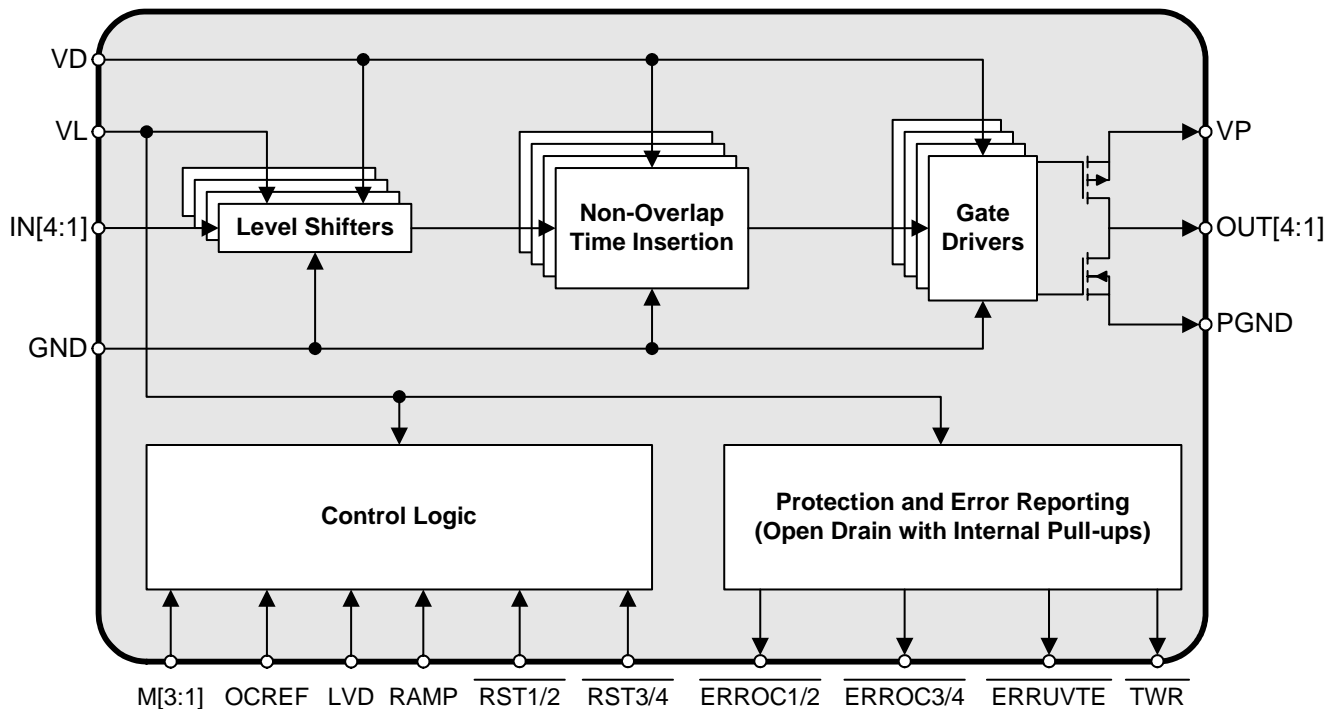 VD
VL
IN[4:1]
GND
Level Shifters
Non-Overlap
Time Insertion
Gate
Drivers
VP
OUT[4:1]
PGND
Control Logic
Protection and Error Reporting
(Open Drain with Internal Pull-ups)
M[3:1] OCREF LVD RAMP RST1/2 RST3/4 ERROC1/2 ERROC3/4 ERRUVTE TWR